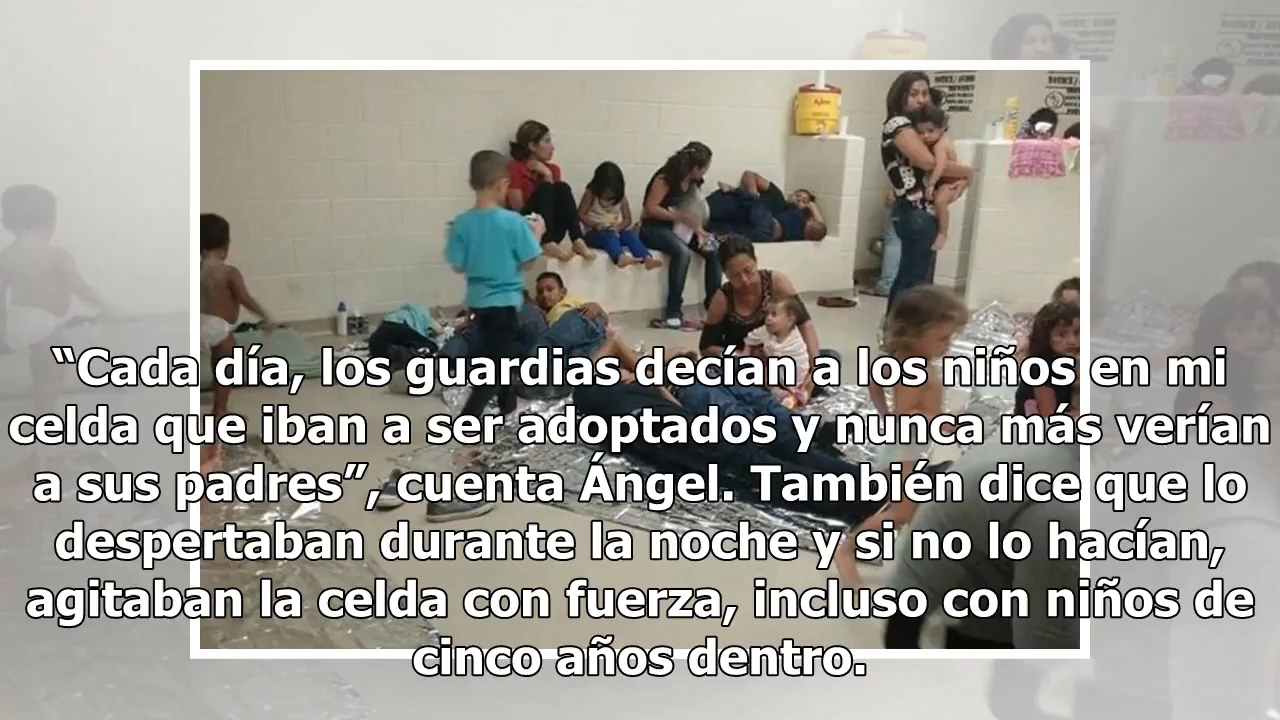 “Cada día, los guardias decían a los niños en mi
celda que iban a ser adoptados y nunca más verían
a sus padres”, cuenta Ángel. También dice que lo
despertaban durante la noche y si no lo hacían,
agitaban la celda con fuerza, incluso con niños de
cinco años dentro.